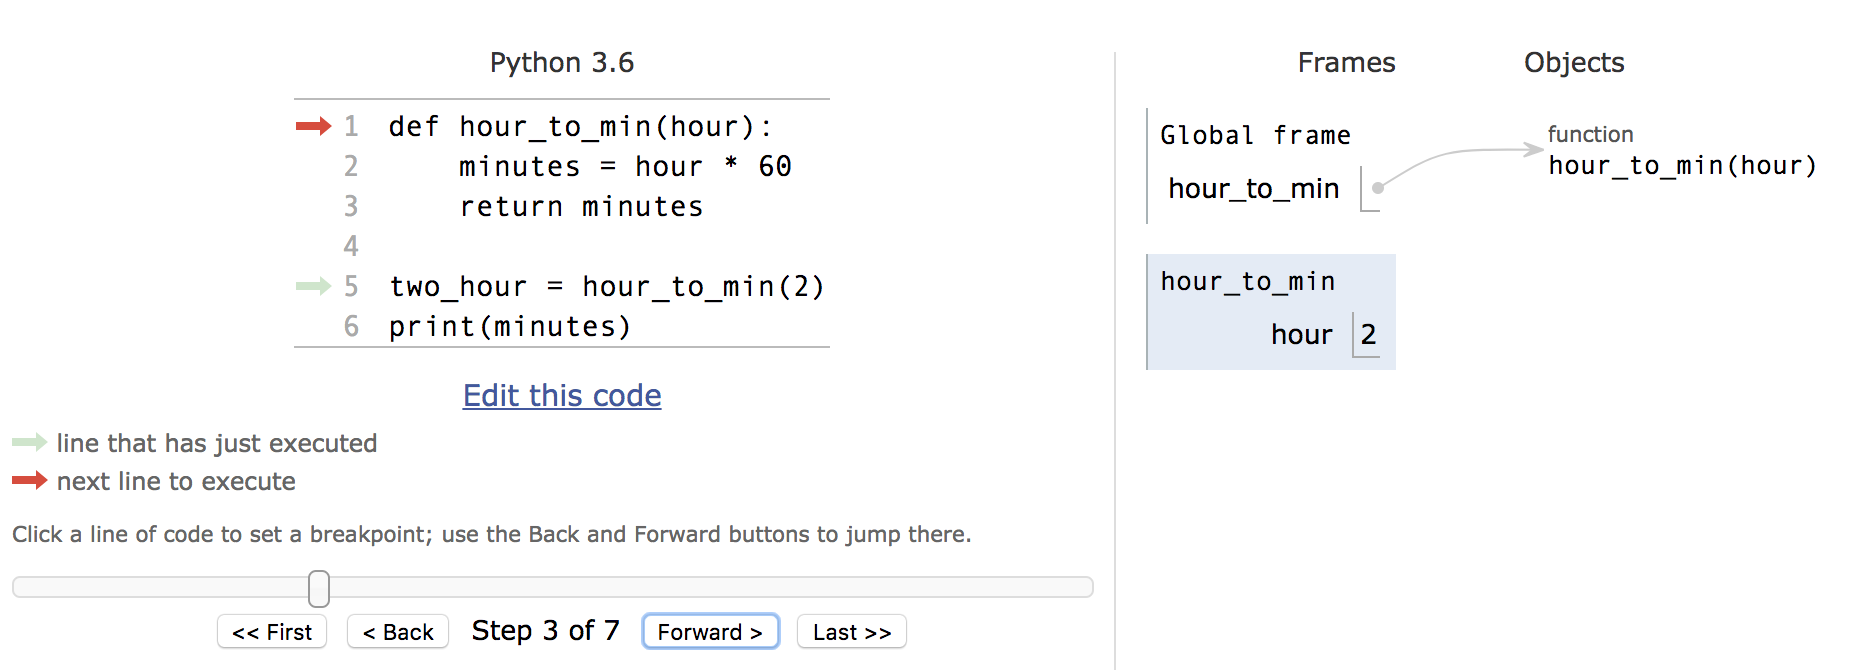 Python 3.6
1 def hour_to_min(hour):
2     minutes = hour * 60
3     return minutes
4
5 two_hour = hour_to_min(2)
6 print(minutes)
Edit this code
line that has just executed
next line to execute
Click a line of code to set a breakpoint; use the Back and Forward buttons to jump there.
<< First < Back Step 3 of 7 Forward > Last >>
Frames Objects
Global frame
hour_to_min
function
hour_to_min(hour)
hour_to_min
hour 2